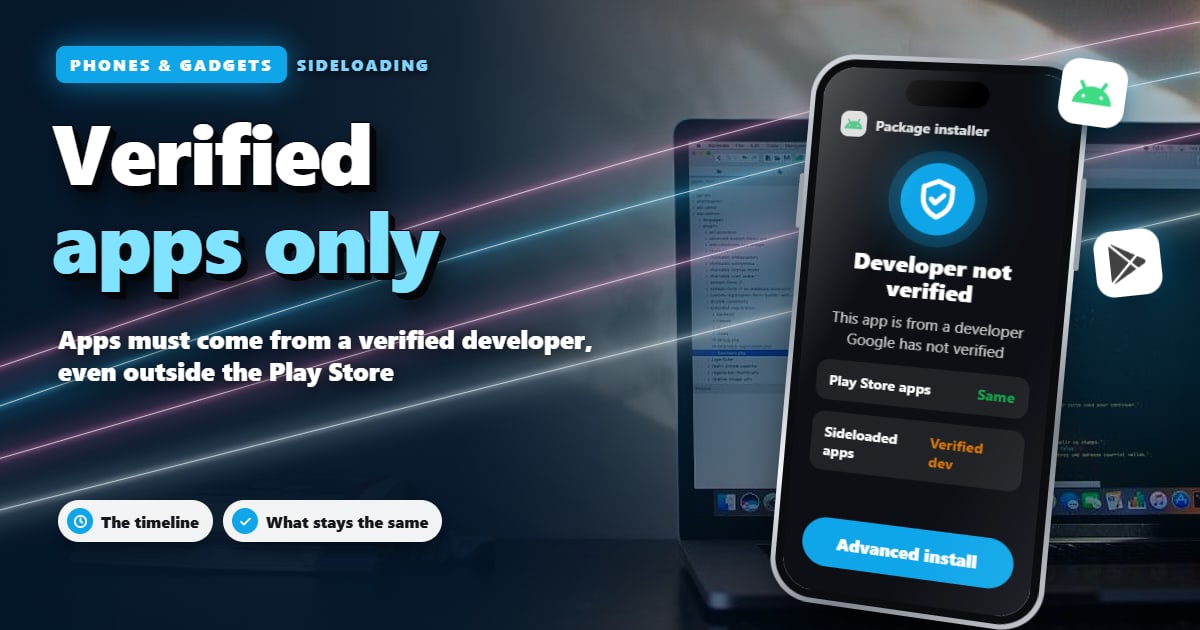 PHONES & GADGETS SIDELOADING
Verified
apps only
Apps must come from a verified developer,
even outside the Play Store
The timeline
What stays the same
Package installer
Developer not
verified
This app is from a developer
Google has not verified
Play Store apps Same
Sideloaded
apps
Verified
dev
Advanced install